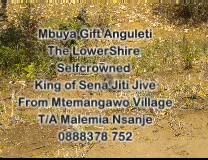 Mbuya Gift Anguleti
The LowerShire
Selfcrowned
King of Sena Jiti Jive
From Mtemangawo Village
T/A Malemia Nsanje
0888378 752